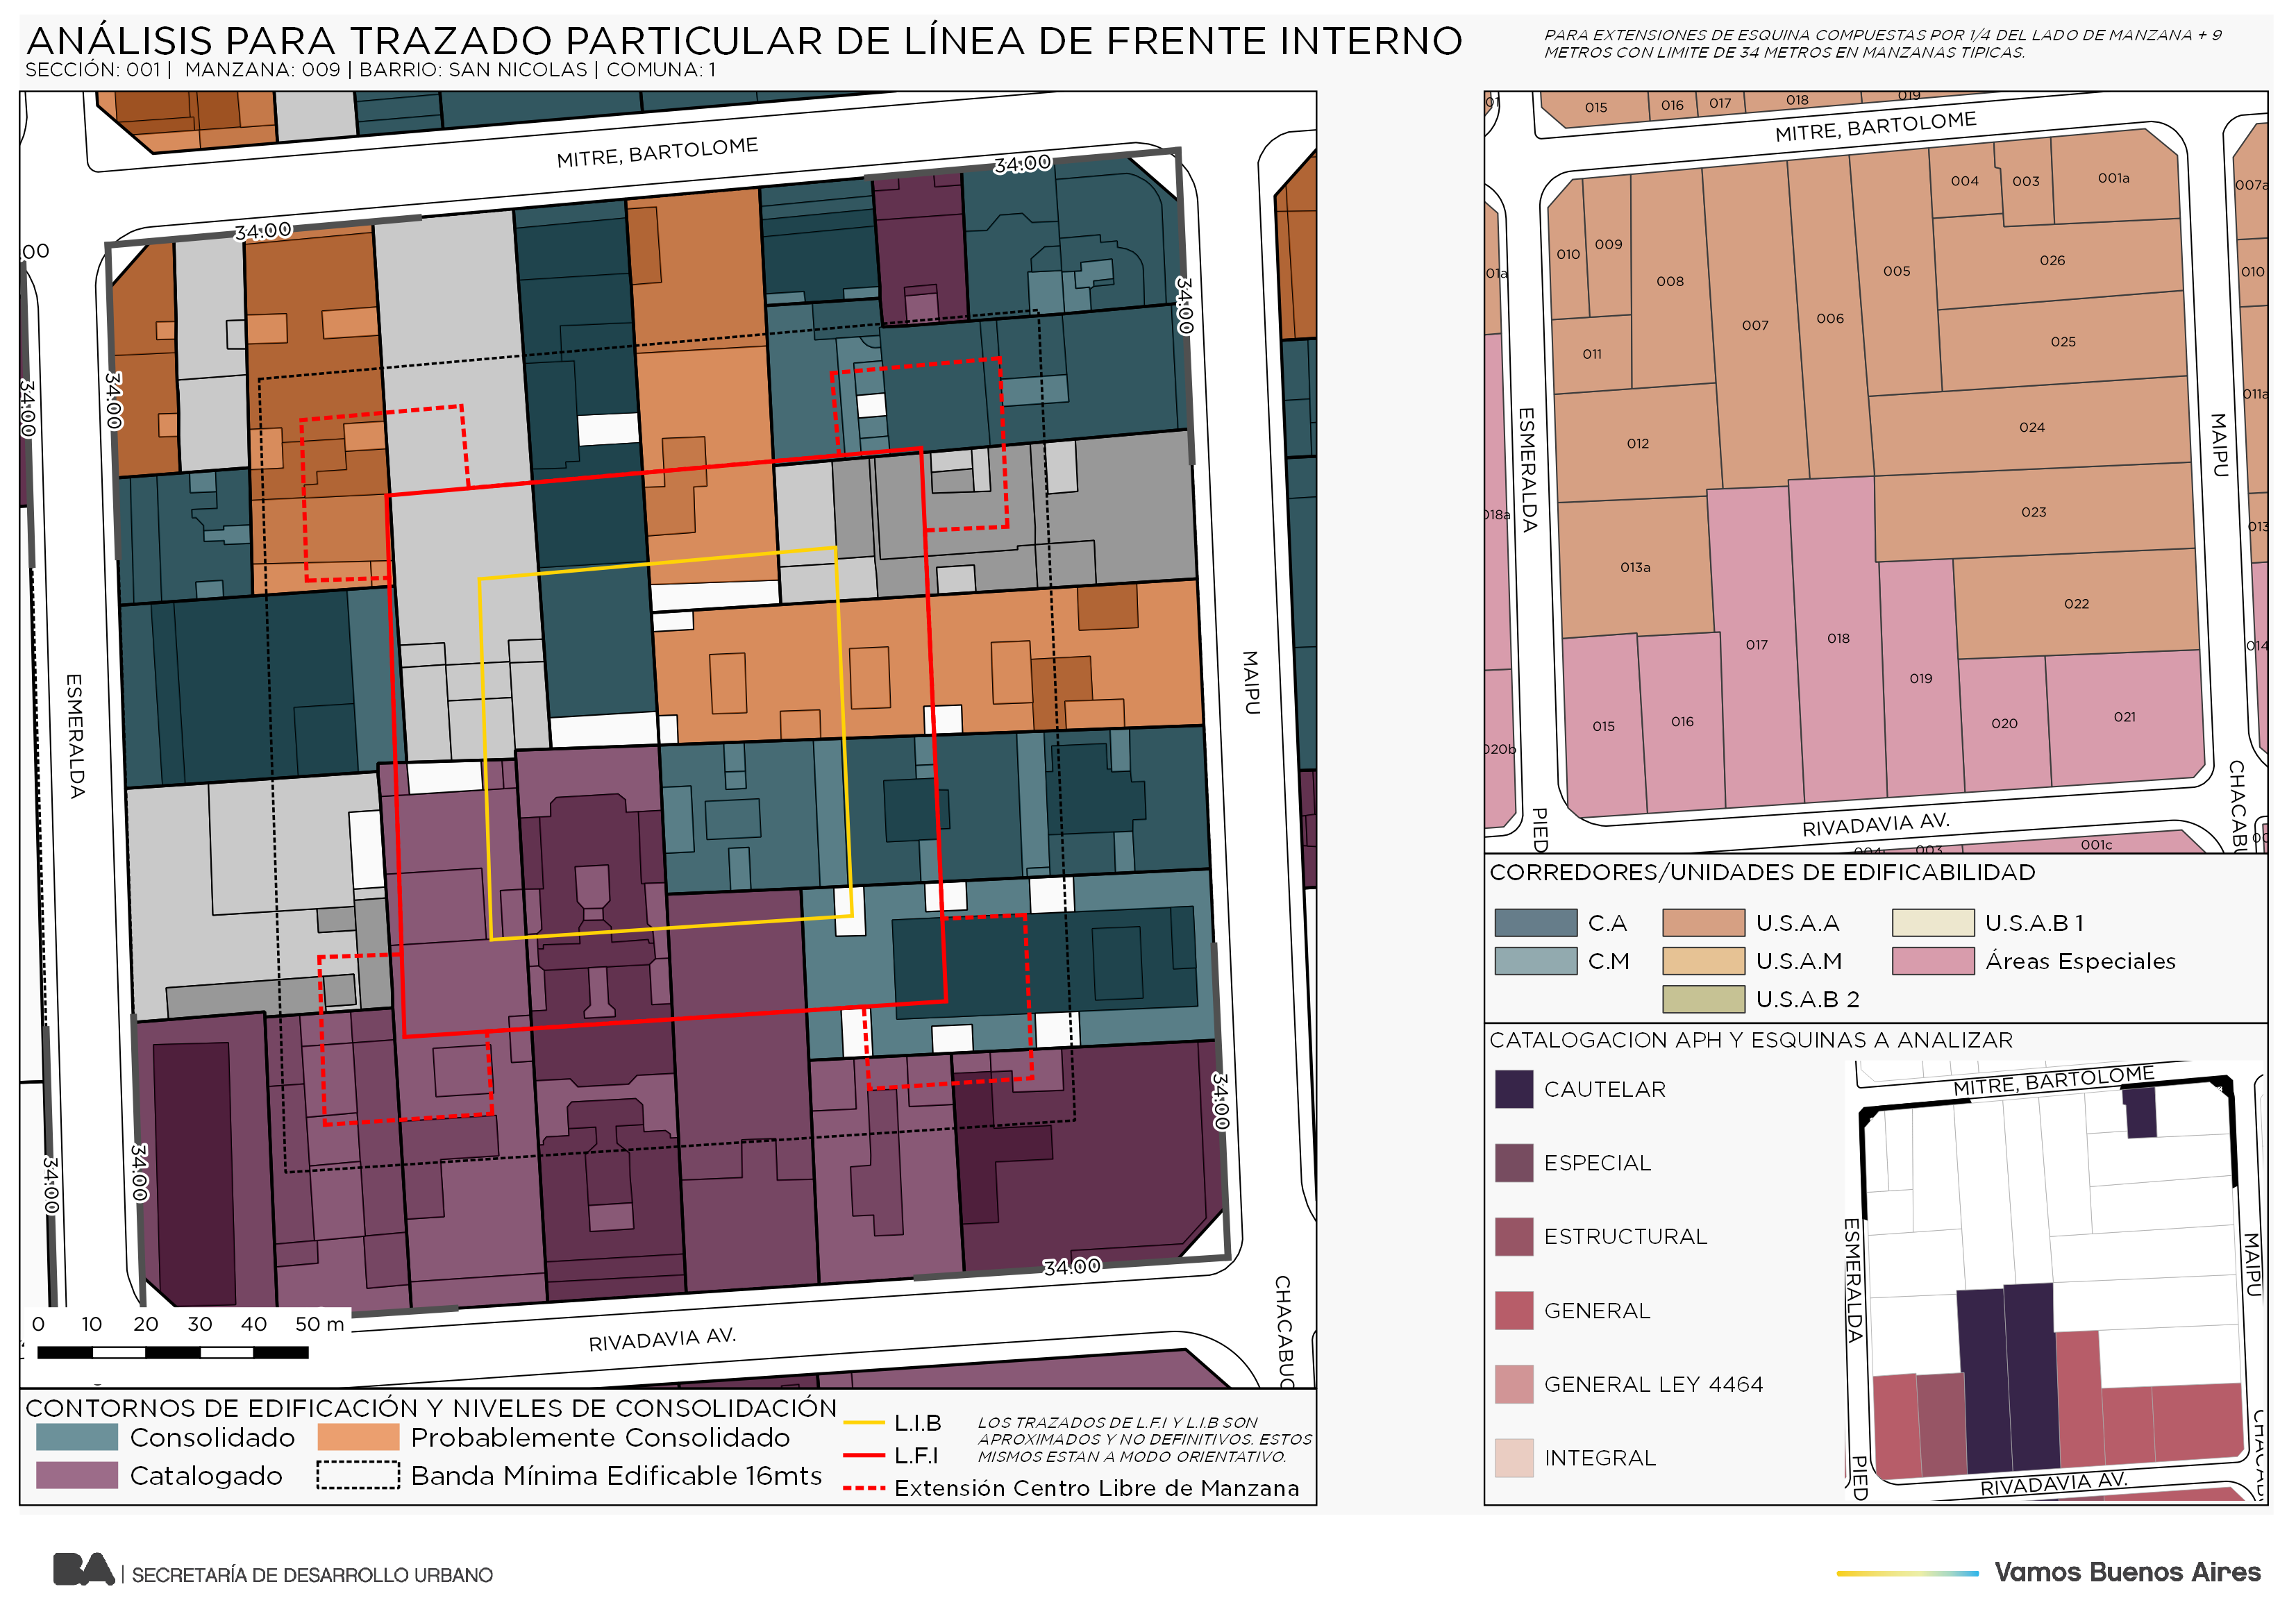 ANÁLISIS PARA TRAZADO PARTICULAR DE LÍNEA DE FRENTE INTERNO
SECCIÓN: 001 | MANZANA: 009 | BARRIO: SAN NICOLAS | COMUNA: 1
PARA EXTENSIONES DE ESQUINA COMPUESTAS POR 1/4 DEL LADO DE MANZANA + 9
METROS CON LIMITE DE 34 METROS EN MANZANAS TIPICAS.
MITRE, BARTOLOME
34:00
34:00
00
34:00
34:00
34:00
ESMERALDA
MAIPU
34:00
34:00
34:00
34:00
RIVADAVIA AV.
CHACABUC
0 10 20 30 40 50 m
CONTORNOS DE EDIFICACIÓN Y NIVELES DE CONSOLIDACIÓN
Consolidado
Probablemente Consolidado
Catalogado
Banda Mínima Edificable 16mts
L.I.B
L.F.I
Extensión Centro Libre de Manzana
LOS TRAZADOS DE L.F.I Y L.I.B SON
APROXIMADOS Y NO DEFINITIVOS. ESTOS
MISMOS ESTAN A MODO ORIENTATIVO.
015
016
017
018
019
MITRE, BARTOLOME
004
003
001a
007a
010
009
008
007
006
005
026
010
01a
011
025
011a
012
024
ESMERALDA
MAIPU
018a
023
013
013a
022
017
018
019
014
015
016
020
021
020b
PIED
RIVADAVIA AV.
CHACABU
003
001c
CORREDORES/UNIDADES DE EDIFICABILIDAD
C.A
U.S.A.A
U.S.A.B 1
C.M
U.S.A.M
Áreas Especiales
U.S.A.B 2
CATALOGACION APH Y ESQUINAS A ANALIZAR
CAUTELAR
ESPECIAL
ESTRUCTURAL
GENERAL
GENERAL LEY 4464
INTEGRAL
MITRE, BARTOLOME
ESMERALDA
MAIPU
PIED
RIVADAVIA AV.
BA | SECRETARÍA DE DESARROLLO URBANO
Vamos Buenos Aires